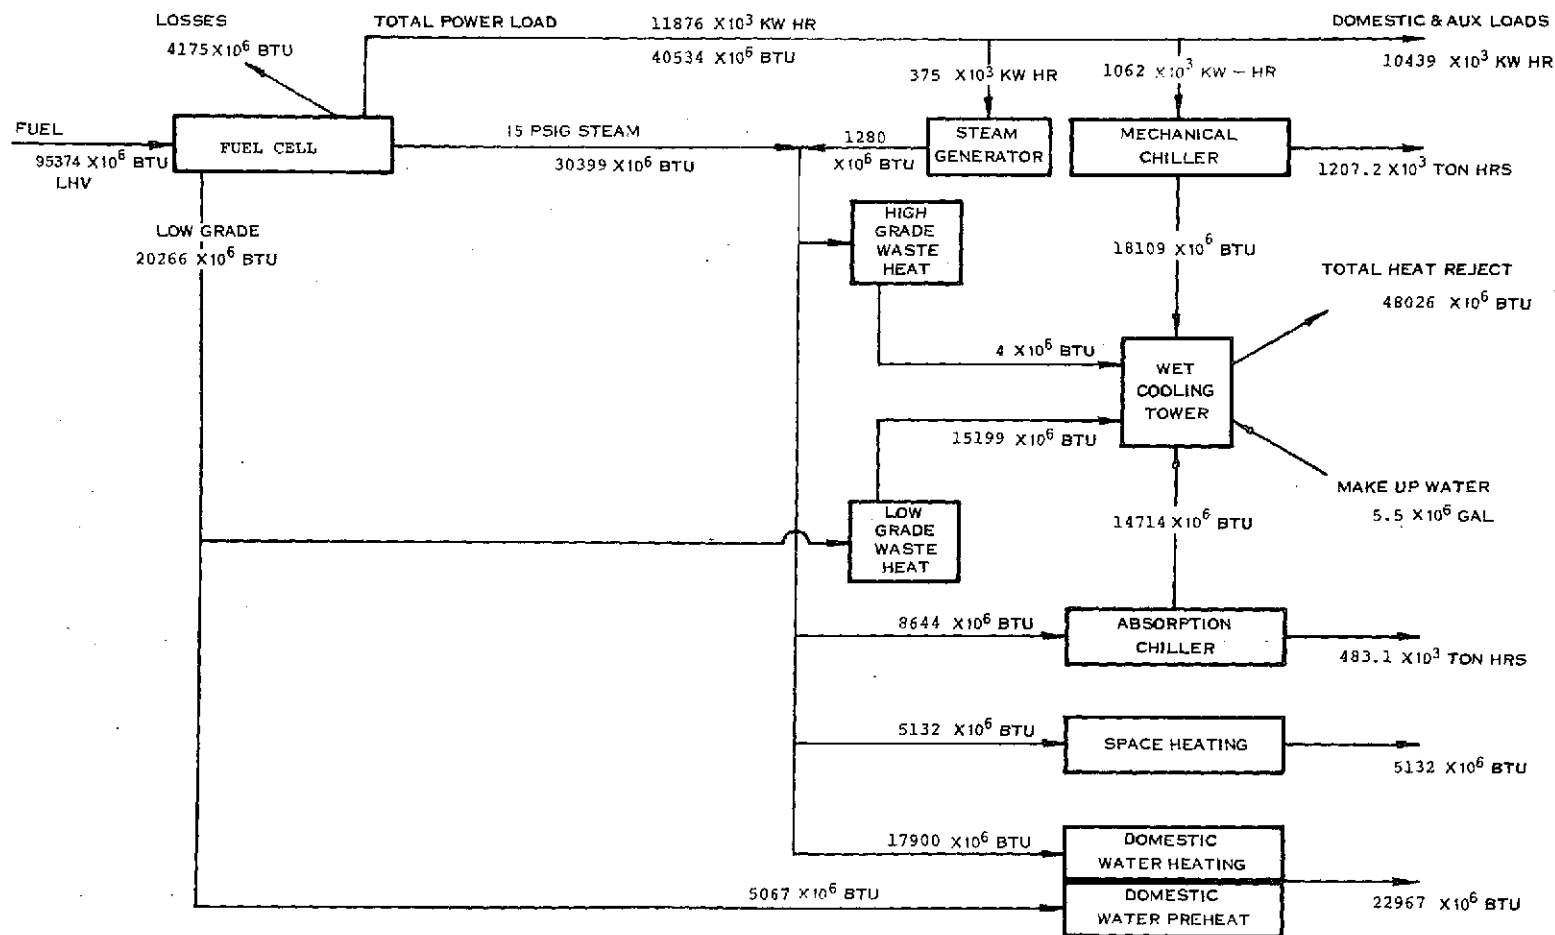 LOSSES
4175 X10⁶ BTU
TOTAL POWER LOAD
11876 X10³ KW HR
40534 X10⁶ BTU
DOMESTIC & AUX LOADS
10439 X10³ KW HR
375 X10³ KW HR
1062 X10³ KW - HR
FUEL
95374 X10⁶ BTU
LHV
FUEL CELL
15 PSIG STEAM
30399 X10⁶ BTU
1280
X10⁶ BTU
STEAM
GENERATOR
MECHANICAL
CHILLER
1207.2 X10³ TON HRS
LOW GRADE
20266 X10⁶ BTU
HIGH
GRADE
WASTE
HEAT
18109 X10⁶ BTU
TOTAL HEAT REJECT
48026 X10⁶ BTU
4 X10⁶ BTU
WET
COOLING
TOWER
15199 X10⁶ BTU
MAKE UP WATER
5.5 X10⁶ GAL
LOW
GRADE
WASTE
HEAT
14714 X10⁶ BTU
8644 X10⁶ BTU
ABSORPTION
CHILLER
483.1 X10³ TON HRS
5132 X10⁶ BTU
SPACE HEATING
5132 X10⁶ BTU
17900 X10⁶ BTU
DOMESTIC
WATER HEATING
5067 X10⁶ BTU
DOMESTIC
WATER PREHEAT
22967 X10⁶ BTU